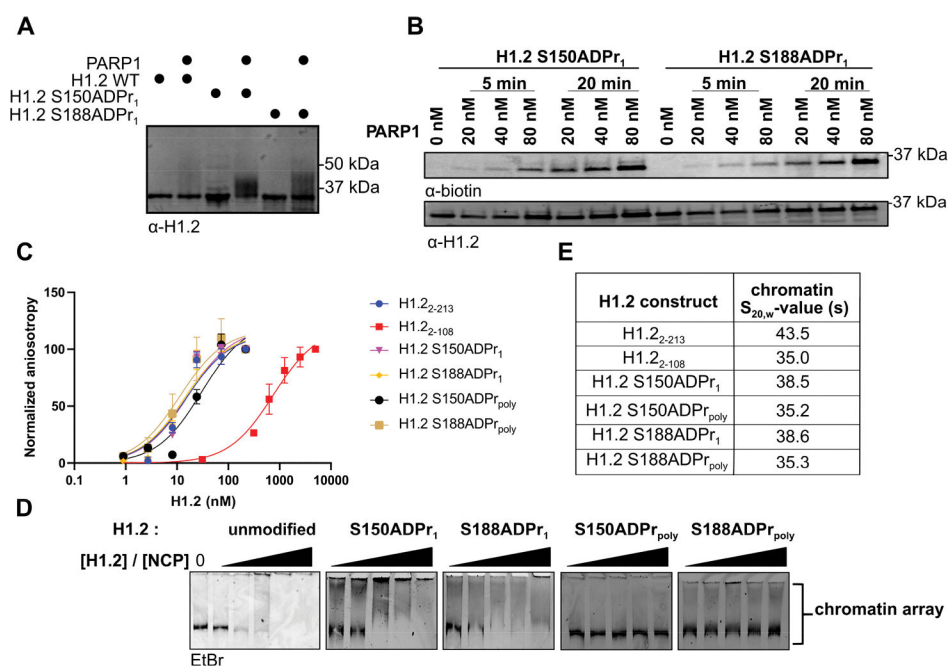 A
PARP1
H1.2 WT
H1.2 S150ADPr₁
H1.2 S188ADPr₁
50 kDa
37 kDa
α-H1.2
B
H1.2 S150ADPr₁ H1.2 S188ADPr₁
5 min 20 min 5 min 20 min
PARP1 0 nM 20 nM 40 nM 80 nM 20 nM 40 nM 80 nM 0 nM 20 nM 40 nM 80 nM 20 nM 40 nM 80 nM
-37 kDa
α-biotin
-37 kDa
α-H1.2
C
Normalized aniosotropy
150
100
50
0
0.1 1 10 100 1000 10000
H1.2 (nM)
H1.2₂₋₂₁₃
H1.2₂₋₁₀₈
H1.2 S150ADPr₁
H1.2 S188ADPr₁
H1.2 S150ADPrpoly
H1.2 S188ADPrpoly
E
H1.2 construct chromatin S20,w-value (s)
H1.2₂₋₂₁₃ 43.5
H1.2₂₋₁₀₈ 35.0
H1.2 S150ADPr₁ 38.5
H1.2 S150ADPrpoly 35.2
H1.2 S188ADPr₁ 38.6
H1.2 S188ADPrpoly 35.3
D
H1.2 : unmodified S150ADPr₁ S188ADPr₁ S150ADPrpoly S188ADPrpoly
[H1.2] / [NCP] 0
chromatin array
EtBr